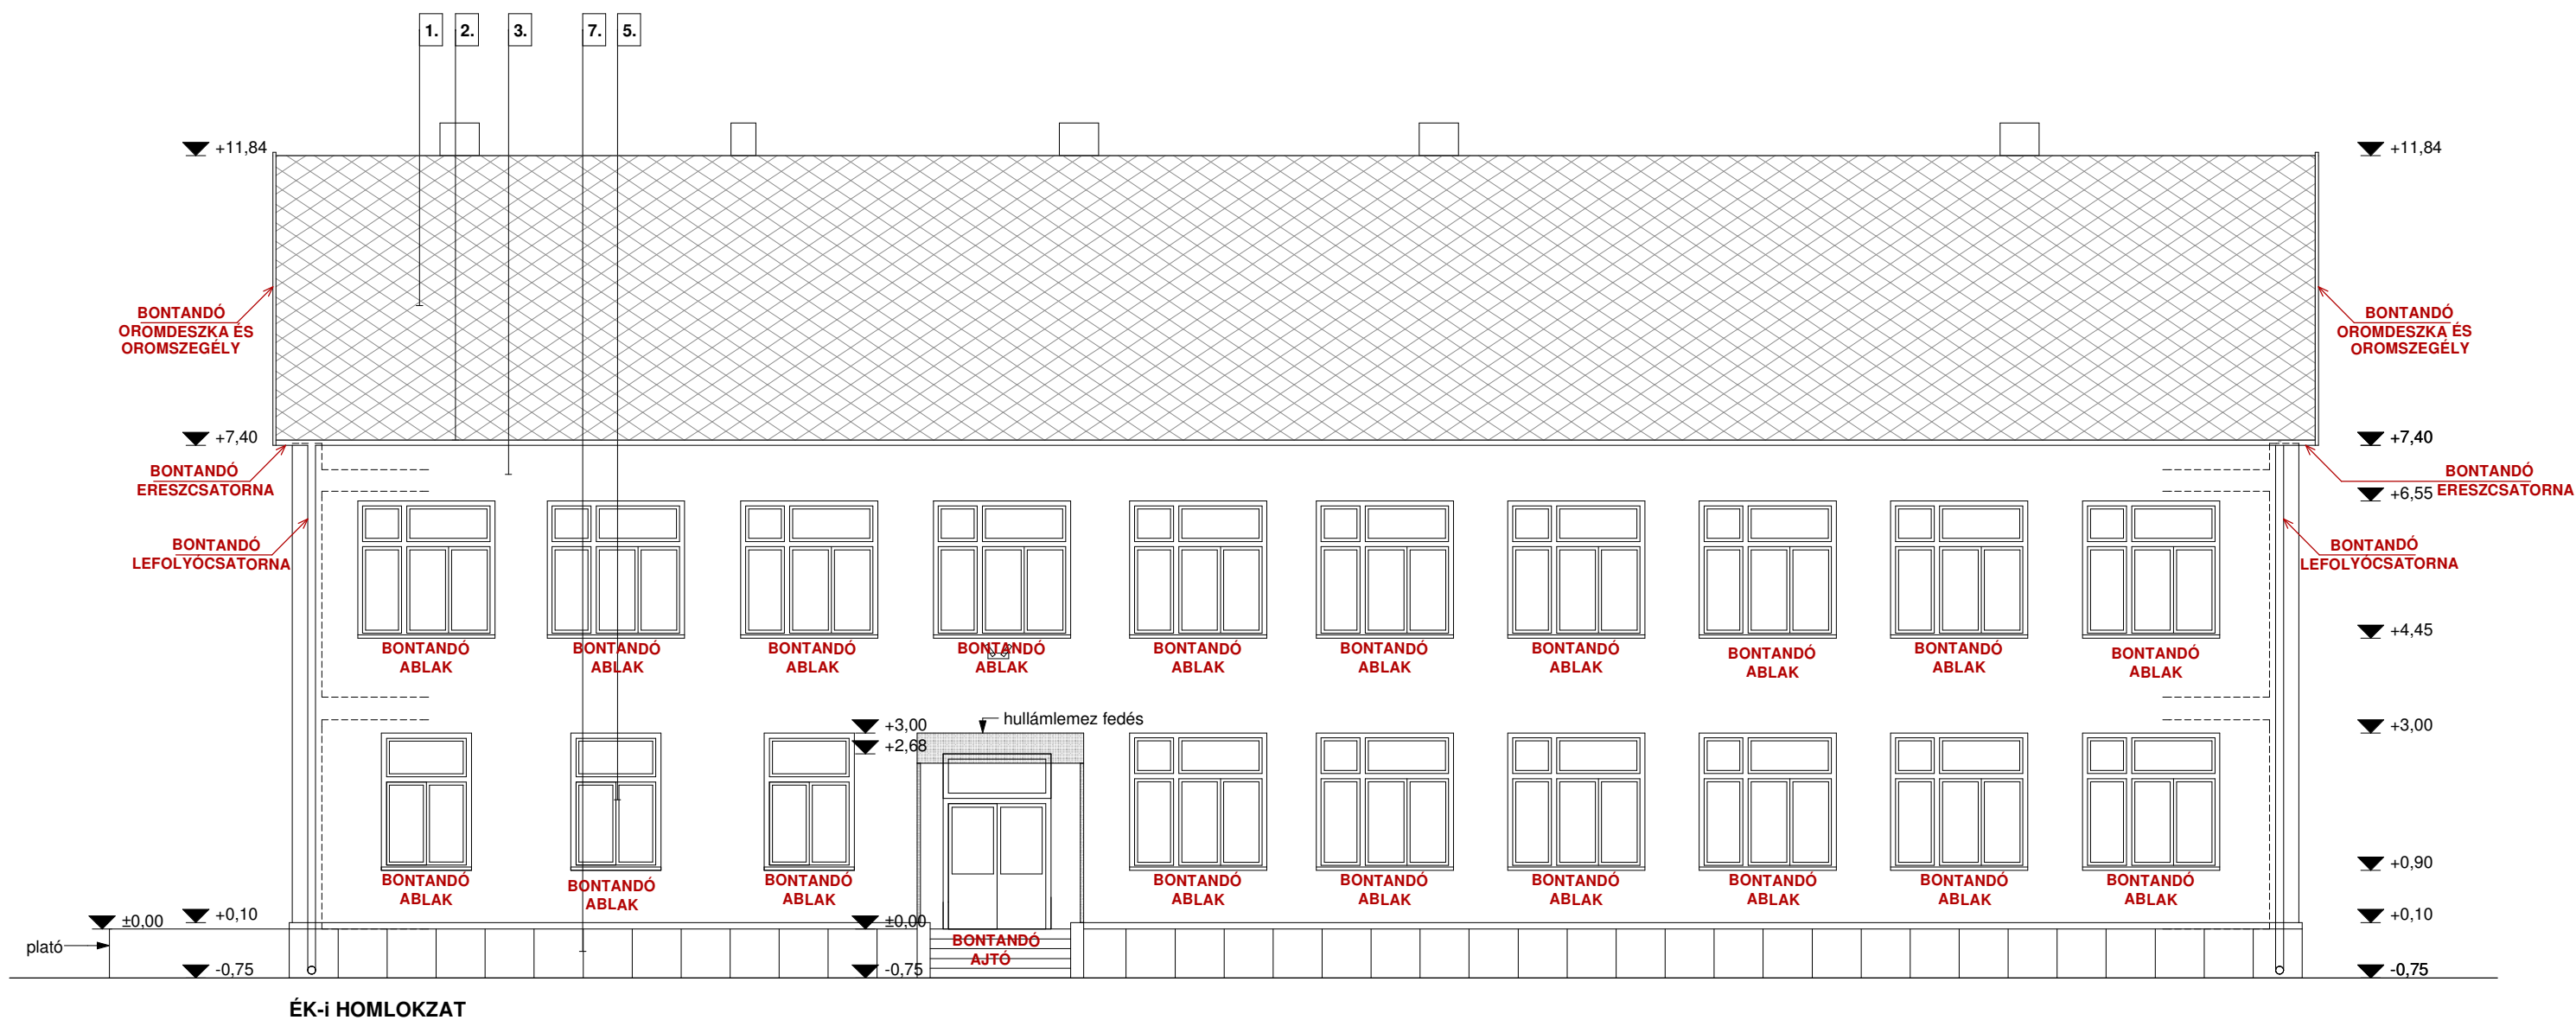 1. 2. 3. 7. 5.
+11,84 +11,84
BONTANDÓ
OROMDESZKA ÉS
OROMSZEGÉLY
BONTANDÓ
OROMDESZKA ÉS
OROMSZEGÉLY
+7,40 +7,40
BONTANDÓ
ERESZCSATORNA
BONTANDÓ
ERESZCSATORNA
+6,55
BONTANDÓ
LEFOLYÓCSATORNA
BONTANDÓ
LEFOLYÓCSATORNA
+4,45
BONTANDÓ
ABLAK
BONTANDÓ
ABLAK
BONTANDÓ
ABLAK
BONTANDÓ
ABLAK
BONTANDÓ
ABLAK
BONTANDÓ
ABLAK
BONTANDÓ
ABLAK
BONTANDÓ
ABLAK
BONTANDÓ
ABLAK
BONTANDÓ
ABLAK
hullámlemez fedés
+3,00 +3,00
+2,68
+0,90
BONTANDÓ
ABLAK
BONTANDÓ
ABLAK
BONTANDÓ
ABLAK
BONTANDÓ
ABLAK
BONTANDÓ
ABLAK
BONTANDÓ
ABLAK
BONTANDÓ
ABLAK
BONTANDÓ
ABLAK
BONTANDÓ
ABLAK
±0,00 +0,10 ±0,00 +0,10
plató
BONTANDÓ
AJTÓ
-0,75 -0,75 -0,75
ÉK-i HOMLOKZAT